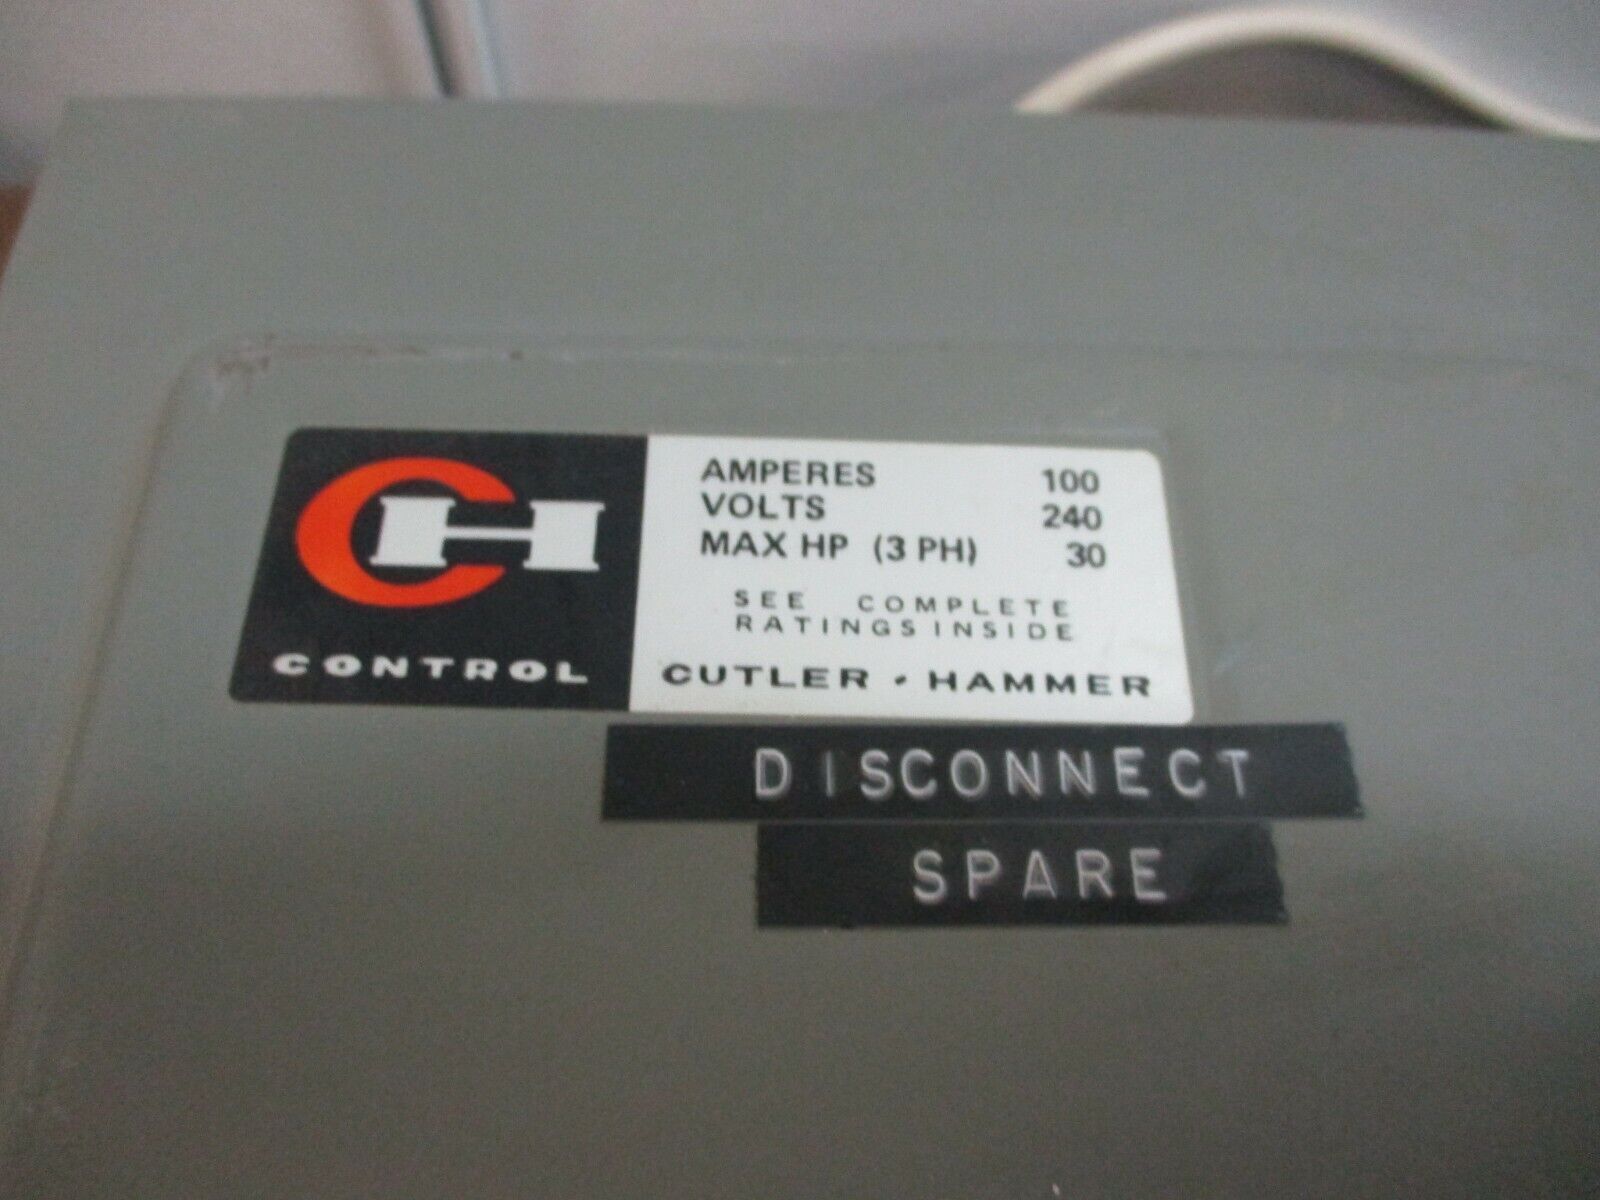 CH
CONTROL
AMPERES 100
VOLTS 240
MAX HP (3 PH) 30
SEE COMPLETE
RATINGS INSIDE
CUTLER • HAMMER
DISCONNECT
SPARE